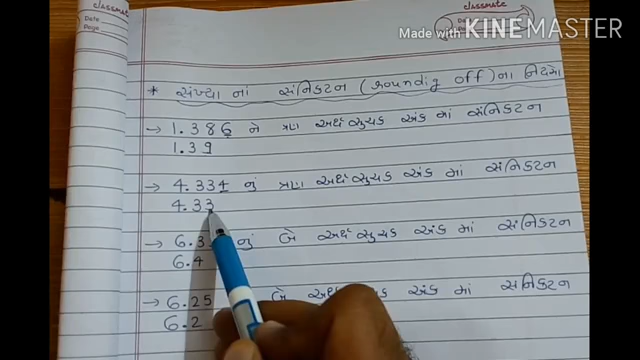 classmate
Date
Page
classmate
Date
Made with KINEMASTER
* સંખ્યા નાં સંનિકટન (rounding off) ના નિયમો
→ 1.386 ને ત્રણ અર્થસુચક અંક માં સંનિકટન
1.39
→ 4.334 નું ત્રણ અર્થસુચક અંક માં સંનિકટન
4.33
→ 6.3 નું બે અર્થસુચક અંક માં સંનિકટન
6.4
→ 6.25 બે અર્થસુચક અંક માં સંનિકટન
6.2